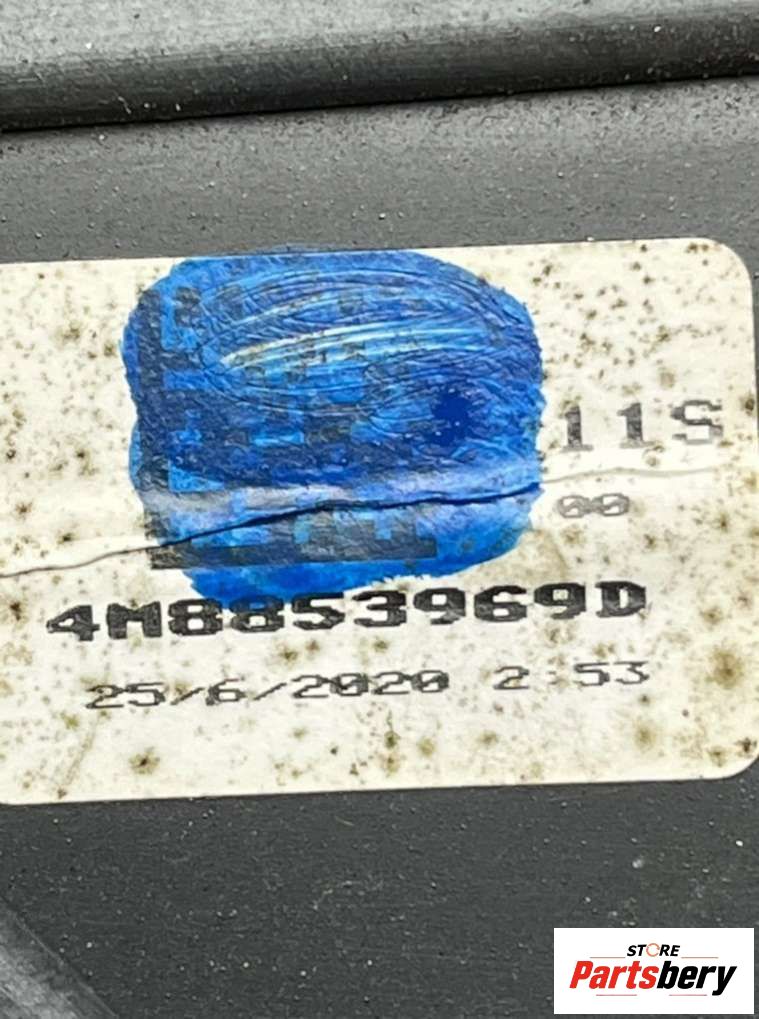 11S
00
4M8853969D
25/6/2020 2:53
STORE
Partsbery